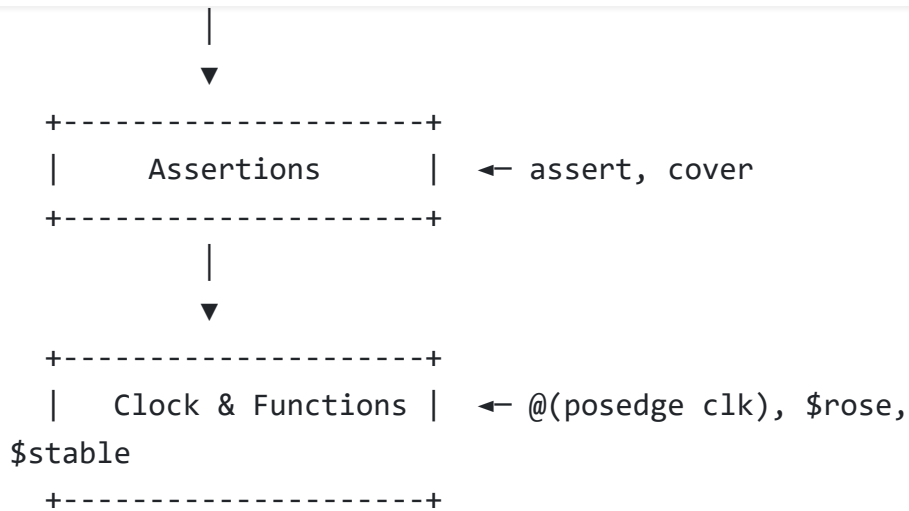 |
▼
+---------------------+
|     Assertions      |  ◄─ assert, cover
+---------------------+
|
▼
+---------------------+
|   Clock & Functions |  ◄─ @(posedge clk), $rose,
$stable
+---------------------+